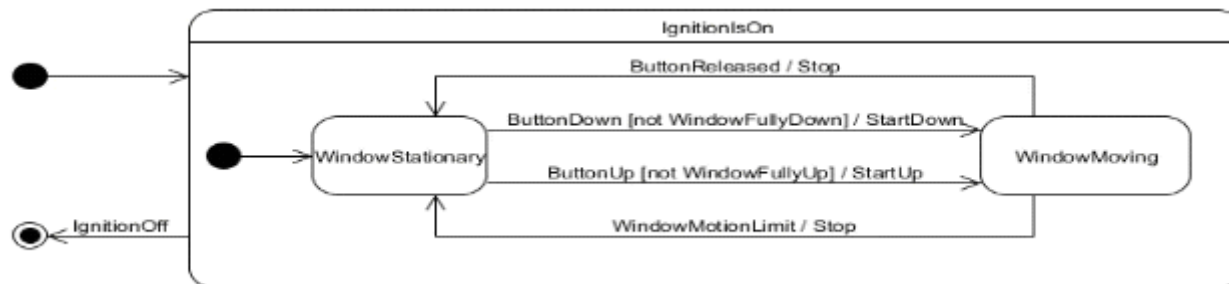 IgnitionIsOn
ButtonReleased / Stop
ButtonDown [not WindowFullyDown] / StartDown
WindowStationary
WindowMoving
ButtonUp [not WindowFullyUp] / StartUp
IgnitionOff
WindowMotionLimit / Stop